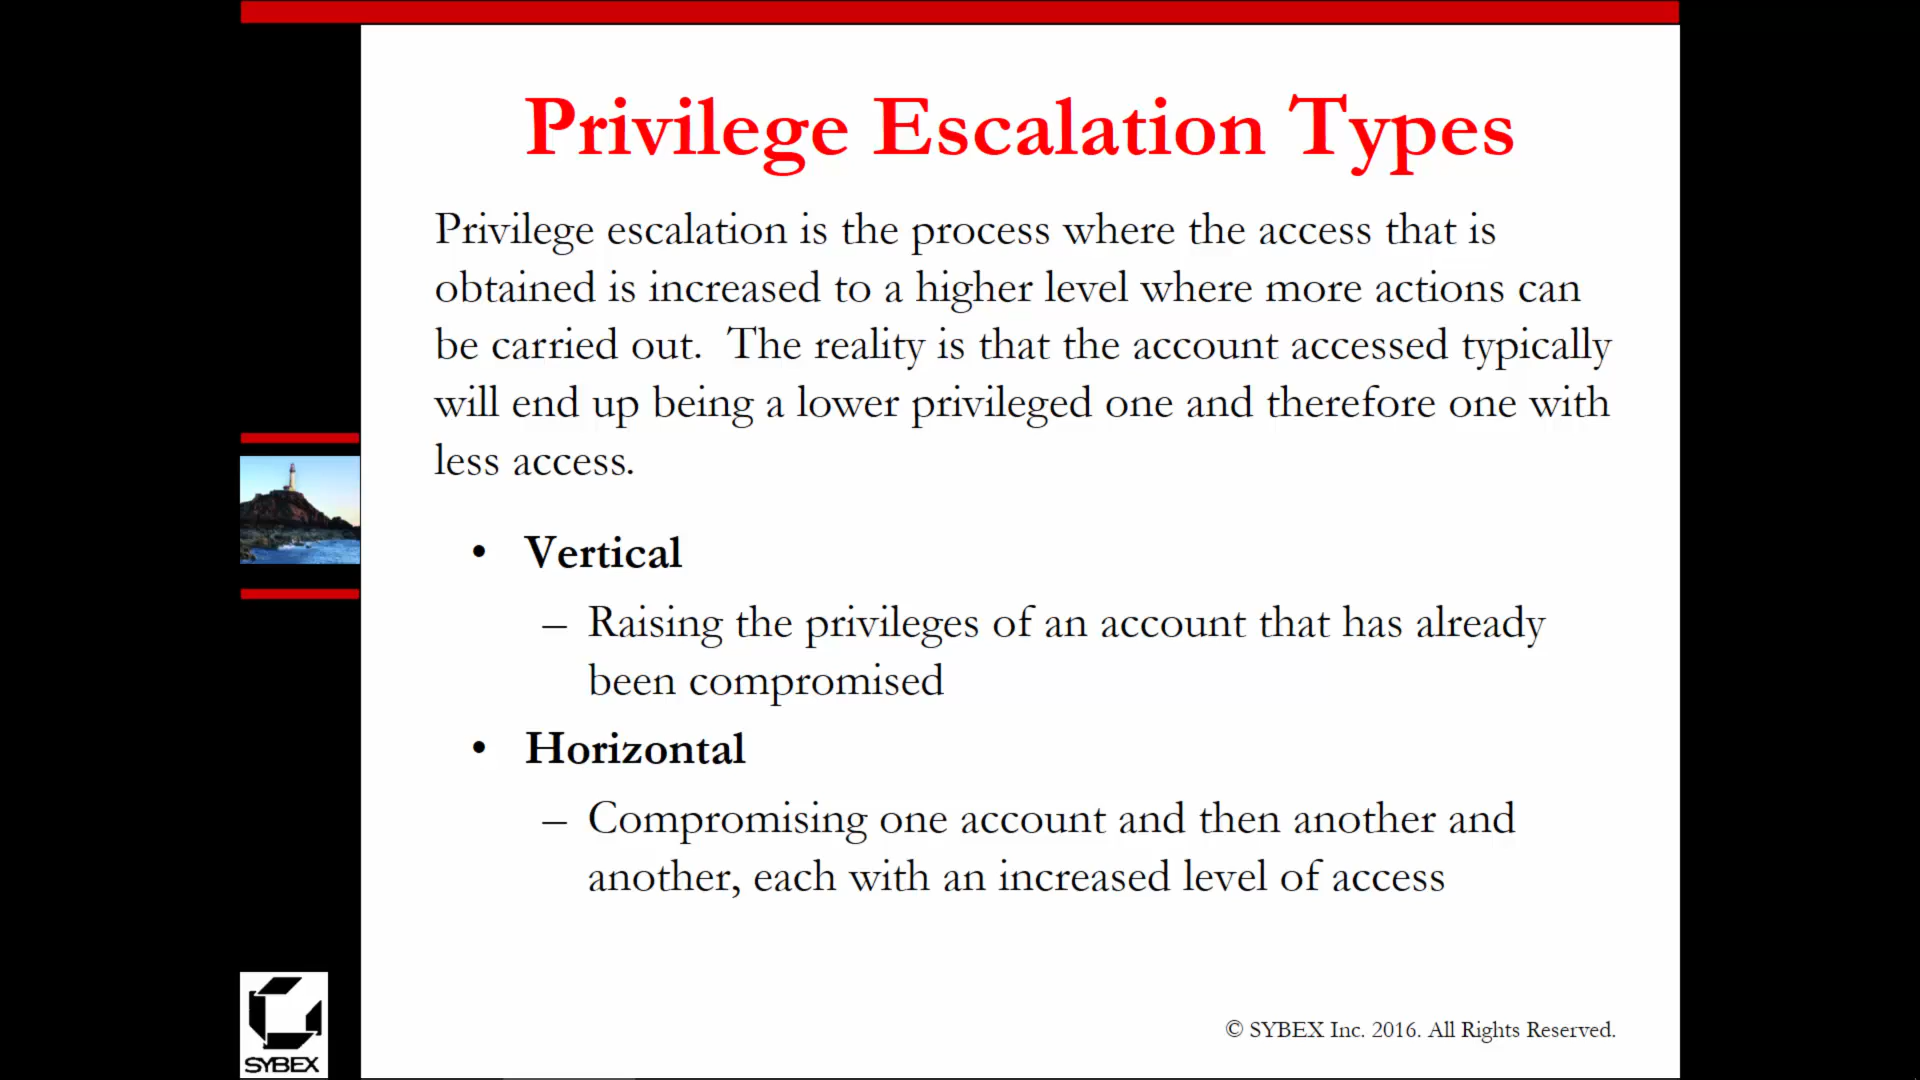 Privilege Escalation Types
Privilege escalation is the process where the access that is
obtained is increased to a higher level where more actions can
be carried out.  The reality is that the account accessed typically
will end up being a lower privileged one and therefore one with
less access.
• Vertical
– Raising the privileges of an account that has already
been compromised
• Horizontal
– Compromising one account and then another and
another, each with an increased level of access
SYBEX
© SYBEX Inc. 2016. All Rights Reserved.